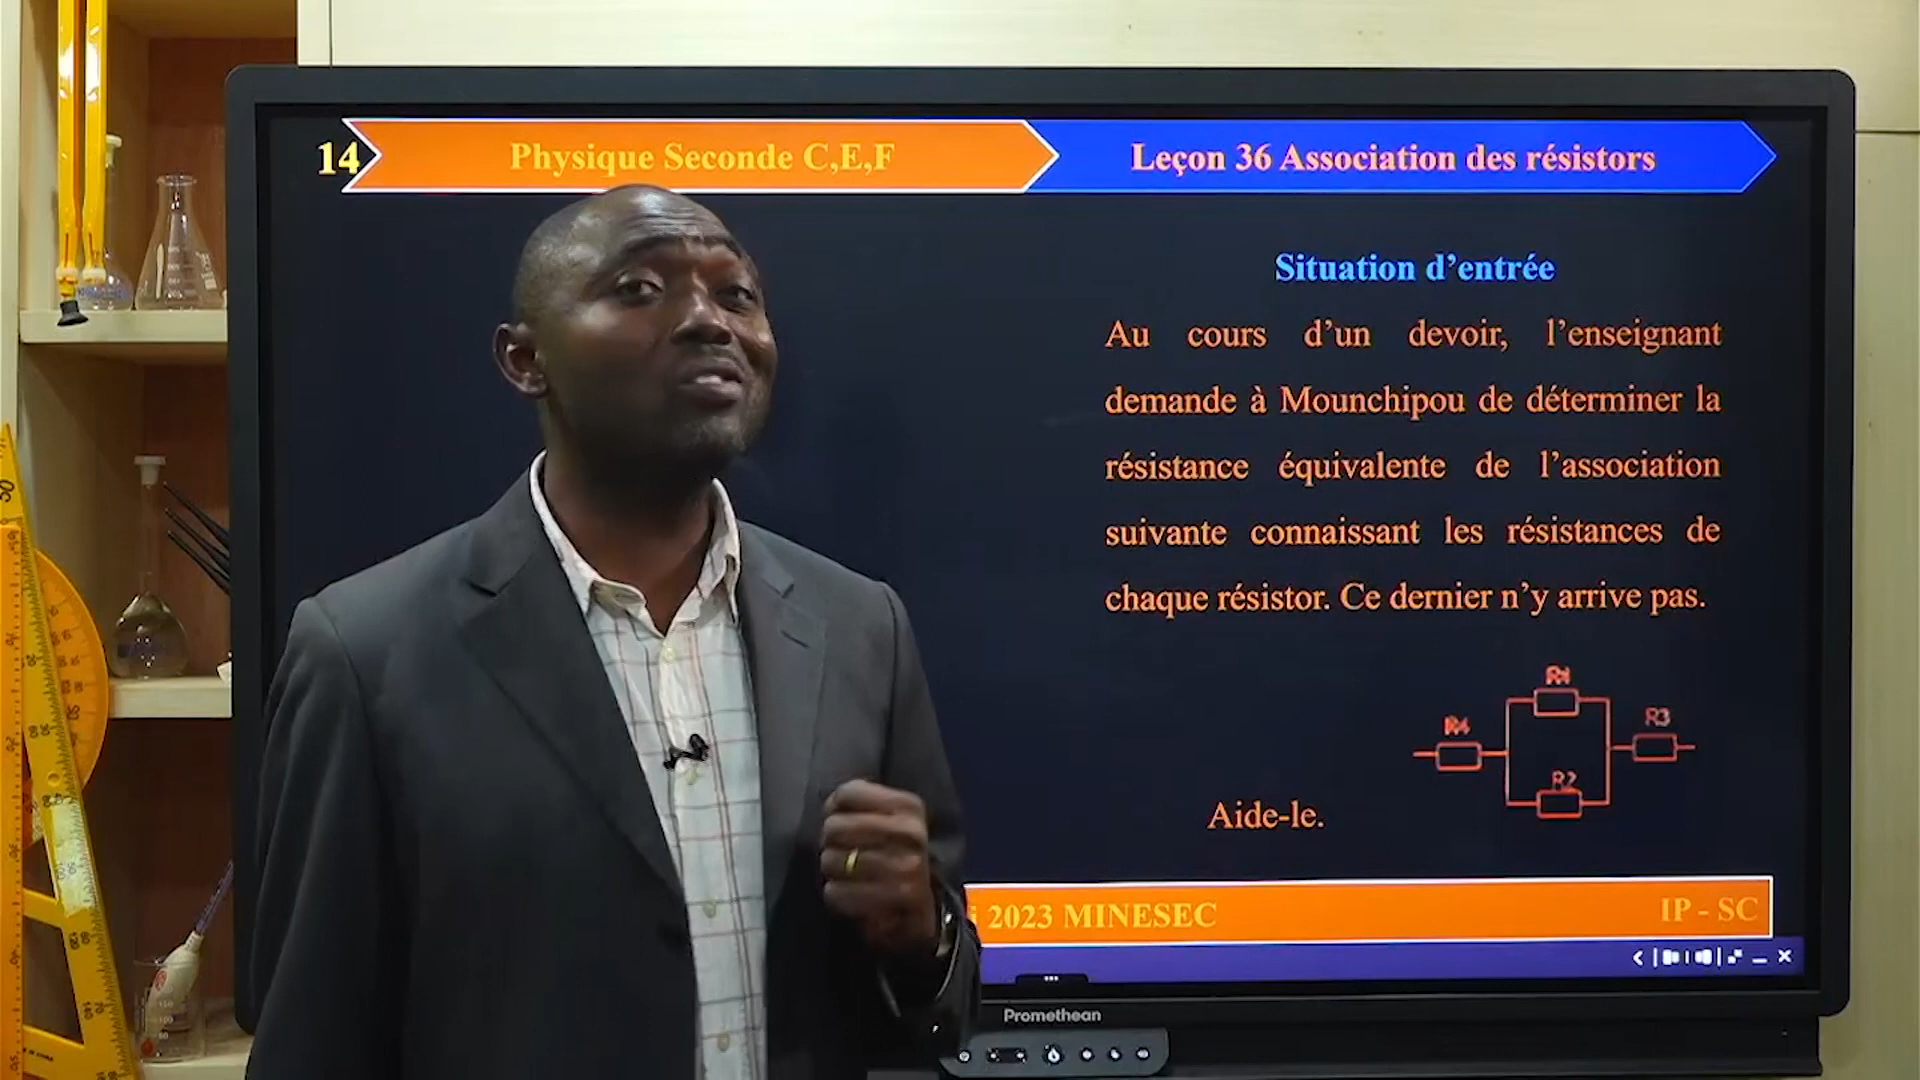 14
Physique Seconde C,E,F
Leçon 36 Association des résistors
Situation d’entrée
Au cours d’un devoir, l’enseignant
demande à Mounchipou de déterminer la
résistance équivalente de l’association
suivante connaissant les résistances de
chaque résistor. Ce dernier n’y arrive pas.
R1
R4
R3
R2
Aide-le.
2023 MINESEC
IP - SC
Promethean